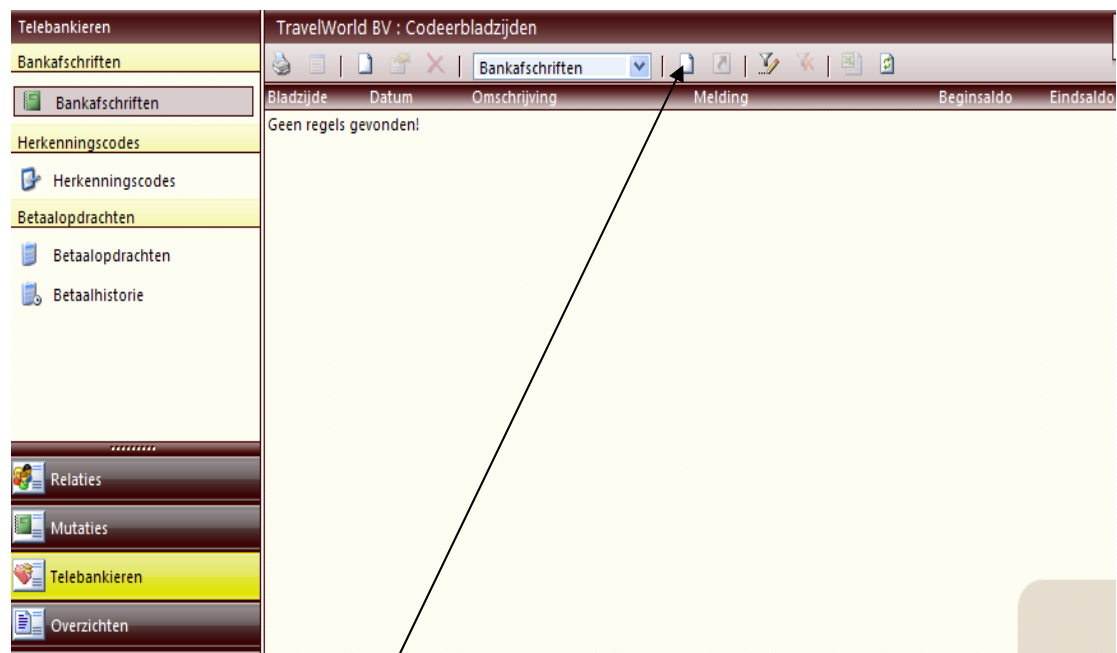 Telebankieren
Bankafschriften
Bankafschriften
Herkenningscodes
Herkenningscodes
Betaalopdrachten
Betaalopdrachten
Betaalhistorie
Relaties
Mutaties
Telebankieren
Overzichten
TravelWorld BV : Codeerbladzijden
Bankafschriften
Bladzijde Datum Omschrijving Melding Beginsaldo Eindsaldo
Geen regels gevonden!